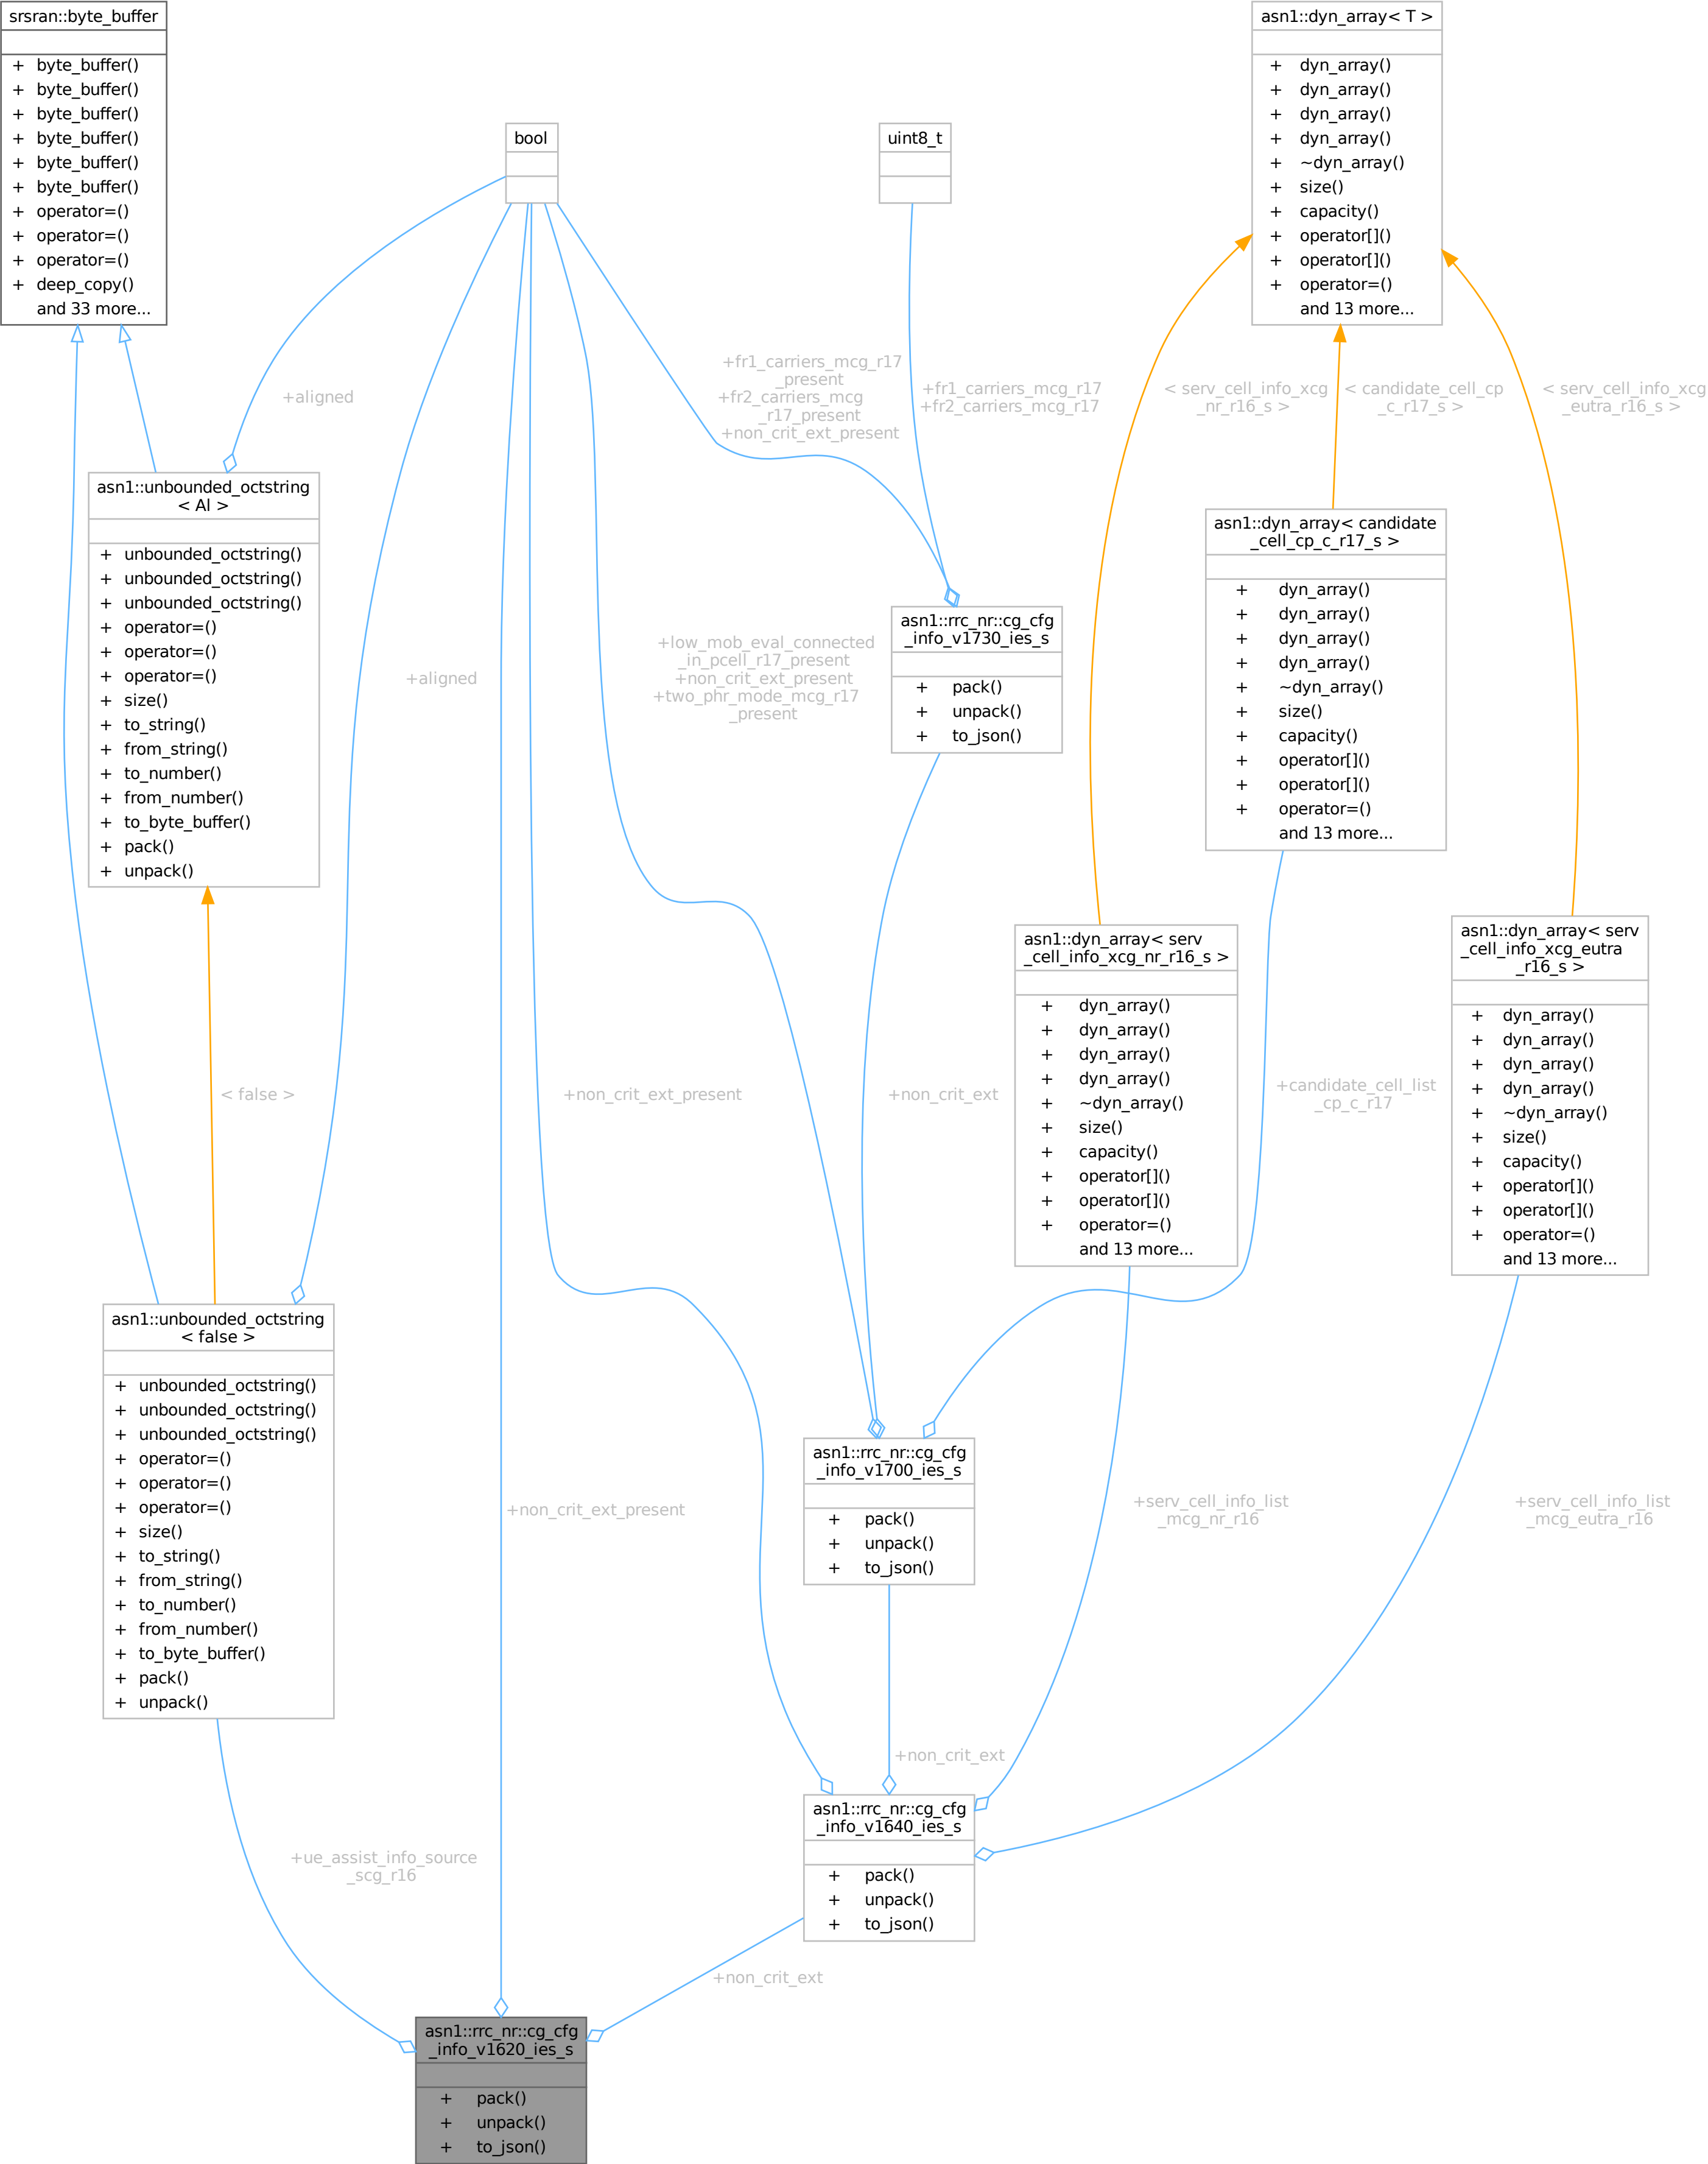 srsran::byte_buffer
+ byte_buffer()
+ byte_buffer()
+ byte_buffer()
+ byte_buffer()
+ byte_buffer()
+ byte_buffer()
+ operator=()
+ operator=()
+ operator=()
+ deep_copy()
and 33 more...
bool
uint8_t
asn1::dyn_array< T >
+ dyn_array()
+ dyn_array()
+ dyn_array()
+ dyn_array()
+ ~dyn_array()
+ size()
+ capacity()
+ operator[]()
+ operator[]()
+ operator=()
and 13 more...
+aligned
+fr1_carriers_mcg_r17
_present
+fr2_carriers_mcg
_r17_present
+non_crit_ext_present
+fr1_carriers_mcg_r17
+fr2_carriers_mcg_r17
< serv_cell_info_xcg
_nr_r16_s >
< candidate_cell_cp
_c_r17_s >
< serv_cell_info_xcg
_eutra_r16_s >
asn1::unbounded_octstring
< Al >
+ unbounded_octstring()
+ unbounded_octstring()
+ unbounded_octstring()
+ operator=()
+ operator=()
+ operator=()
+ size()
+ to_string()
+ from_string()
+ to_number()
+ from_number()
+ to_byte_buffer()
+ pack()
+ unpack()
+aligned
+low_mob_eval_connected
_in_pcell_r17_present
+non_crit_ext_present
+two_phr_mode_mcg_r17
_present
asn1::rrc_nr::cg_cfg
_info_v1730_ies_s
+ pack()
+ unpack()
+ to_json()
asn1::dyn_array< candidate
_cell_cp_c_r17_s >
+ dyn_array()
+ dyn_array()
+ dyn_array()
+ dyn_array()
+ ~dyn_array()
+ size()
+ capacity()
+ operator[]()
+ operator[]()
+ operator=()
and 13 more...
asn1::dyn_array< serv
_cell_info_xcg_nr_r16_s >
+ dyn_array()
+ dyn_array()
+ dyn_array()
+ dyn_array()
+ ~dyn_array()
+ size()
+ capacity()
+ operator[]()
+ operator[]()
+ operator=()
and 13 more...
asn1::dyn_array< serv
_cell_info_xcg_eutra
_r16_s >
+ dyn_array()
+ dyn_array()
+ dyn_array()
+ dyn_array()
+ ~dyn_array()
+ size()
+ capacity()
+ operator[]()
+ operator[]()
+ operator=()
and 13 more...
< false >
+non_crit_ext_present
+non_crit_ext
+candidate_cell_list
_cp_c_r17
asn1::unbounded_octstring
< false >
+ unbounded_octstring()
+ unbounded_octstring()
+ unbounded_octstring()
+ operator=()
+ operator=()
+ operator=()
+ size()
+ to_string()
+ from_string()
+ to_number()
+ from_number()
+ to_byte_buffer()
+ pack()
+ unpack()
+non_crit_ext_present
asn1::rrc_nr::cg_cfg
_info_v1700_ies_s
+ pack()
+ unpack()
+ to_json()
+serv_cell_info_list
_mcg_nr_r16
+serv_cell_info_list
_mcg_eutra_r16
+non_crit_ext
+ue_assist_info_source
_scg_r16
asn1::rrc_nr::cg_cfg
_info_v1640_ies_s
+ pack()
+ unpack()
+ to_json()
+non_crit_ext
asn1::rrc_nr::cg_cfg
_info_v1620_ies_s
+ pack()
+ unpack()
+ to_json()